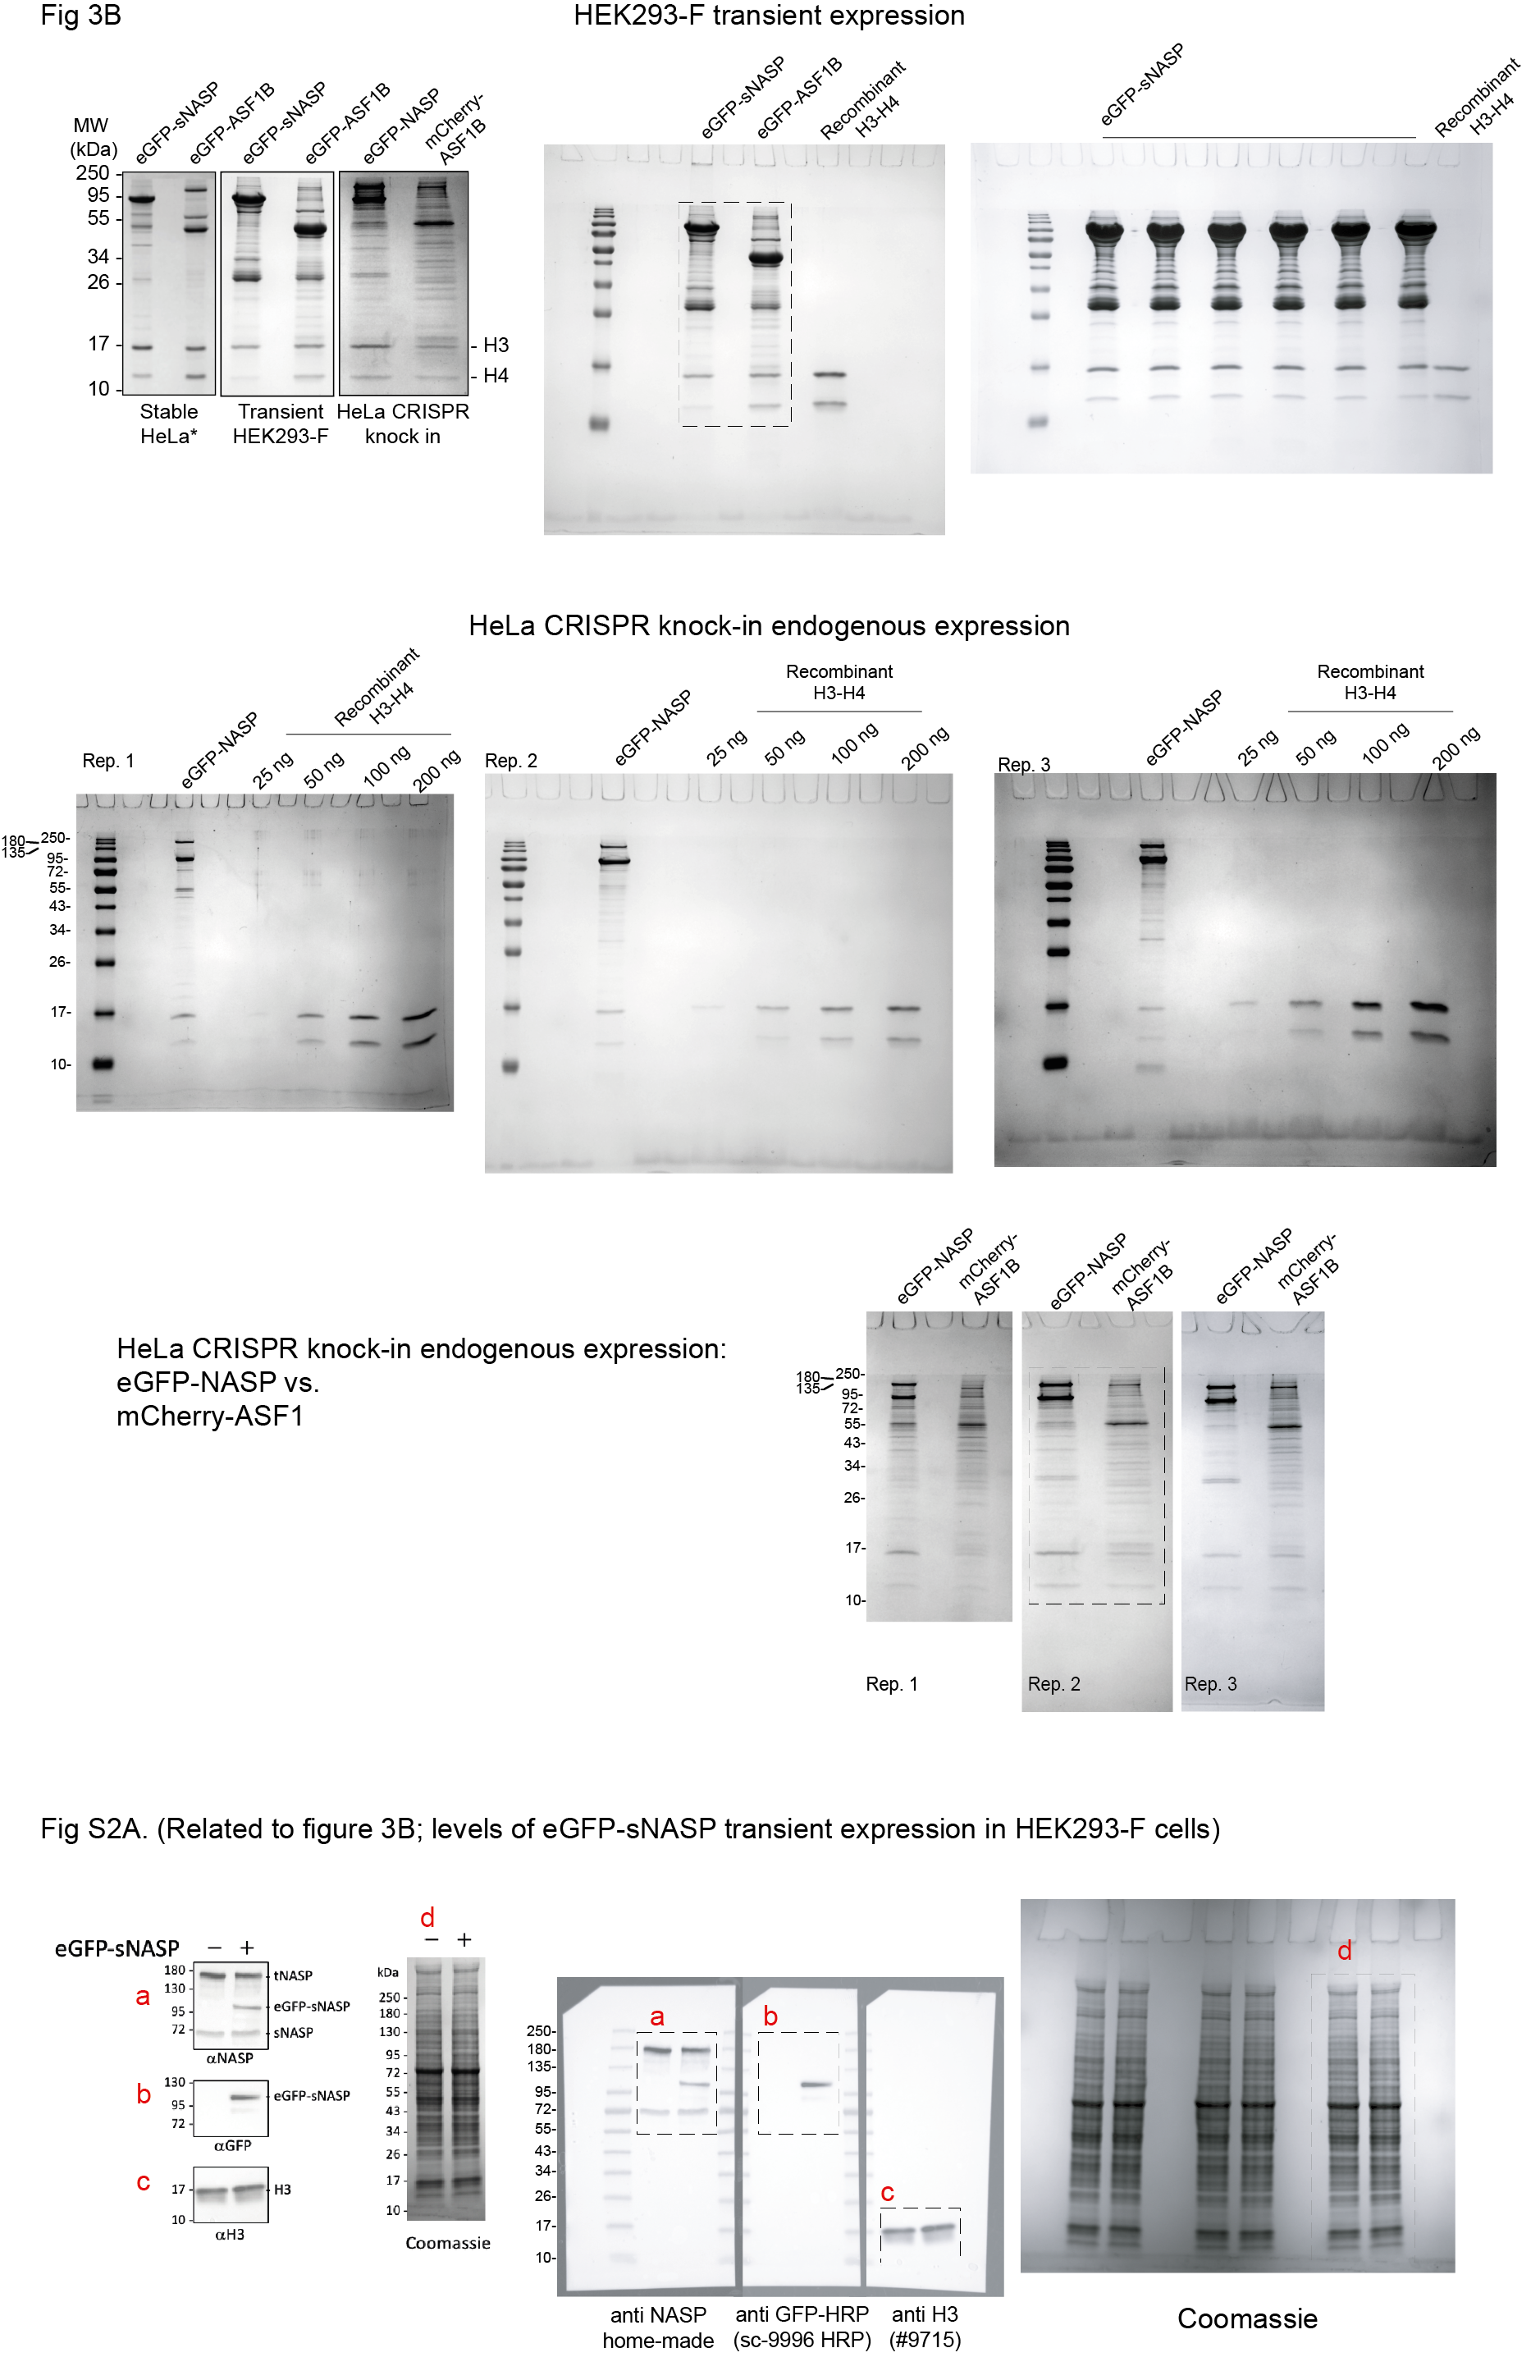 Fig 3B
HEK293-F transient expression
MW
(kDa)
eGFP-sNASP
eGFP-ASF1B
eGFP-sNASP
eGFP-ASF1B
eGFP-NASP
mCherry-
ASF1B
250
95
55
34
26
17
10
- H3
- H4
Stable
HeLa*
Transient
HEK293-F
HeLa CRISPR
knock in
eGFP-sNASP
eGFP-ASF1B
Recombinant
H3-H4
eGFP-sNASP
Recombinant
H3-H4
HeLa CRISPR knock-in endogenous expression
Rep. 1
eGFP-NASP
Recombinant
H3-H4
25 ng
50 ng
100 ng
200 ng
180
135
250-
95-
72-
55-
43-
34-
26-
17-
10-
Rep. 2
eGFP-NASP
Recombinant
H3-H4
25 ng
50 ng
100 ng
200 ng
Rep. 3
eGFP-NASP
Recombinant
H3-H4
25 ng
50 ng
100 ng
200 ng
HeLa CRISPR knock-in endogenous expression:
eGFP-NASP vs.
mCherry-ASF1
eGFP-NASP
mCherry-
ASF1B
eGFP-NASP
mCherry-
ASF1B
eGFP-NASP
mCherry-
ASF1B
180
135
250-
95-
72-
55-
43-
34-
26-
17-
10-
Rep. 1
Rep. 2
Rep. 3
Fig S2A. (Related to figure 3B; levels of eGFP-sNASP transient expression in HEK293-F cells)
eGFP-sNASP − +
a
180
130
95
72
tNASP
eGFP-sNASP
sNASP
αNASP
b
130
95
72
eGFP-sNASP
αGFP
c
17
10
H3
αH3
d
− +
kDa
250
180
130
95
72
55
43
34
26
17
10
Coomassie
250-
180-
135-
95-
72-
55-
43-
34-
26-
17-
10-
a
b
c
anti NASP
home-made
anti GFP-HRP
(sc-9996 HRP)
anti H3
(#9715)
d
Coomassie